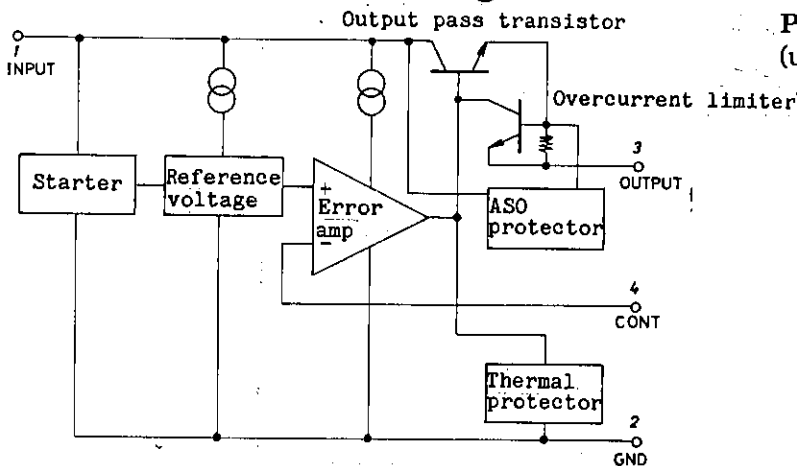 Output pass transistor
P
(u
1
INPUT
Overcurrent limiter
3
OUTPUT
Starter
Reference
voltage
+
Error
amp
−
ASO
protector
4
CONT
Thermal
protector
2
GND